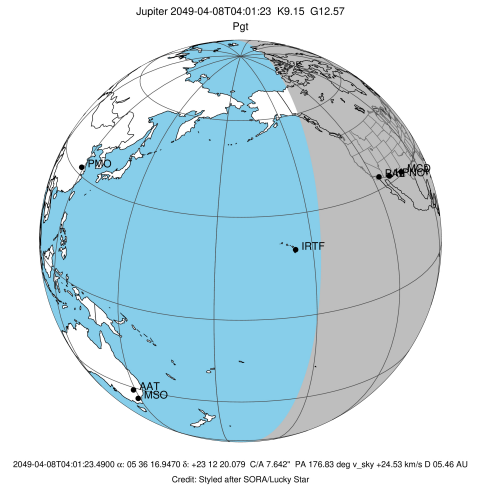 Jupiter 2049-04-08T04:01:23  K9.15  G12.57
Pgt
PMO
MGD
IRTF
AAT
MSO
2049-04-08T04:01:23.4900 α: 05 36 16.9470 δ: +23 12 20.079  C/A 7.642"  PA 176.83 deg v_sky +24.53 km/s D 05.46 AU
Credit: Styled after SORA/Lucky Star